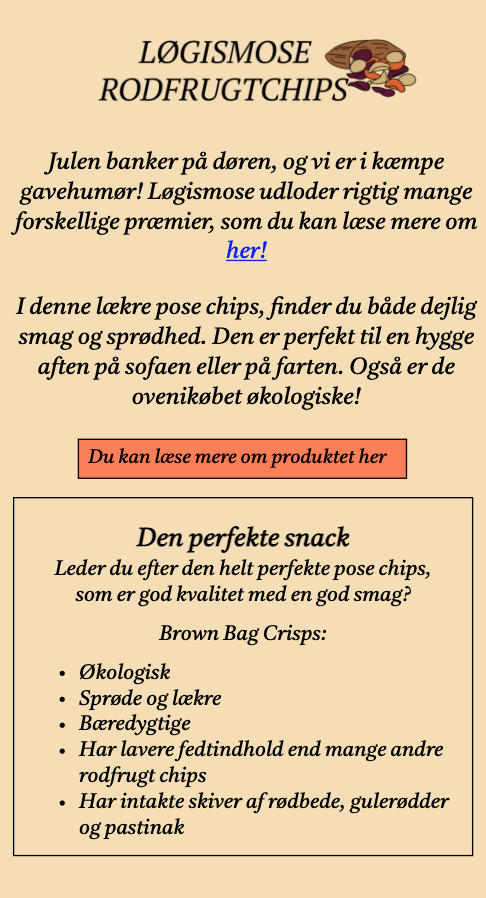 LØGISMOSE
RODFRUGTCHIPS
Julen banker på døren, og vi er i kæmpe
gavehumør! Løgismose udloder rigtig mange
forskellige præmier, som du kan læse mere om
her!
I denne lækre pose chips, finder du både dejlig
smag og sprødhed. Den er perfekt til en hygge
aften på sofaen eller på farten. Også er de
ovenikøbet økologiske!
Du kan læse mere om produktet her
Den perfekte snack
Leder du efter den helt perfekte pose chips,
som er god kvalitet med en god smag?
Brown Bag Crisps:
• Økologisk
• Sprøde og lækre
• Bæredygtige
• Har lavere fedtindhold end mange andre
rodfrugt chips
• Har intakte skiver af rødbede, gulerødder
og pastinak